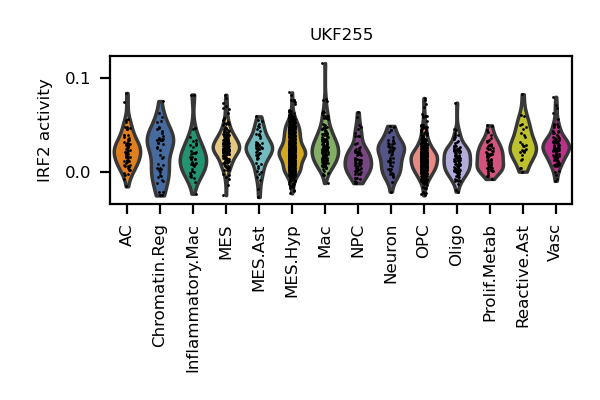 UKF255
IRF2 activity
0.1
0.0
AC
Chromatin.Reg
Inflammatory.Mac
MES
MES.Ast
MES.Hyp
Mac
NPC
Neuron
OPC
Oligo
Prolif.Metab
Reactive.Ast
Vasc